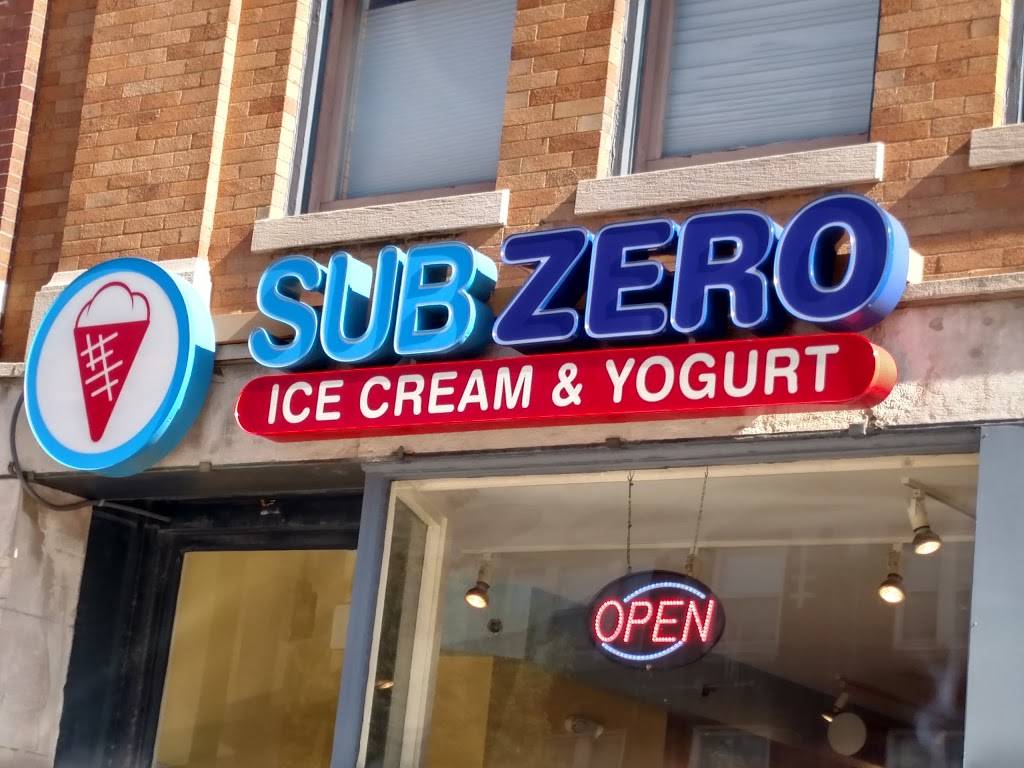 SUB ZERO
ICE CREAM & YOGURT
OPEN